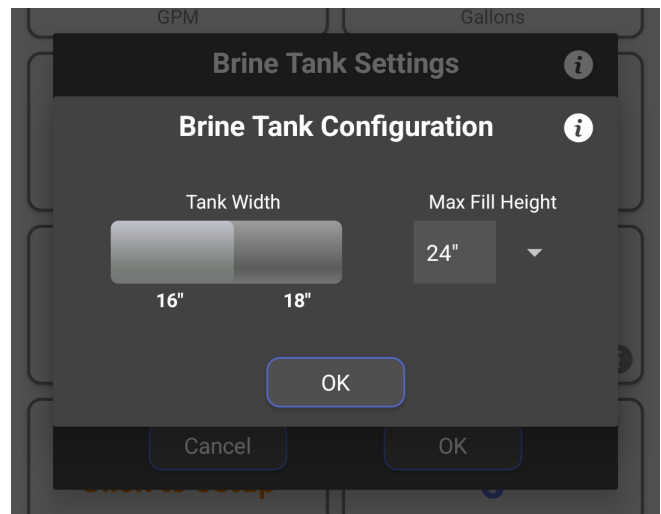 GPM Gallons
Brine Tank Settings i
Brine Tank Configuration i
Tank Width Max Fill Height
24"
16" 18"
OK
Cancel OK